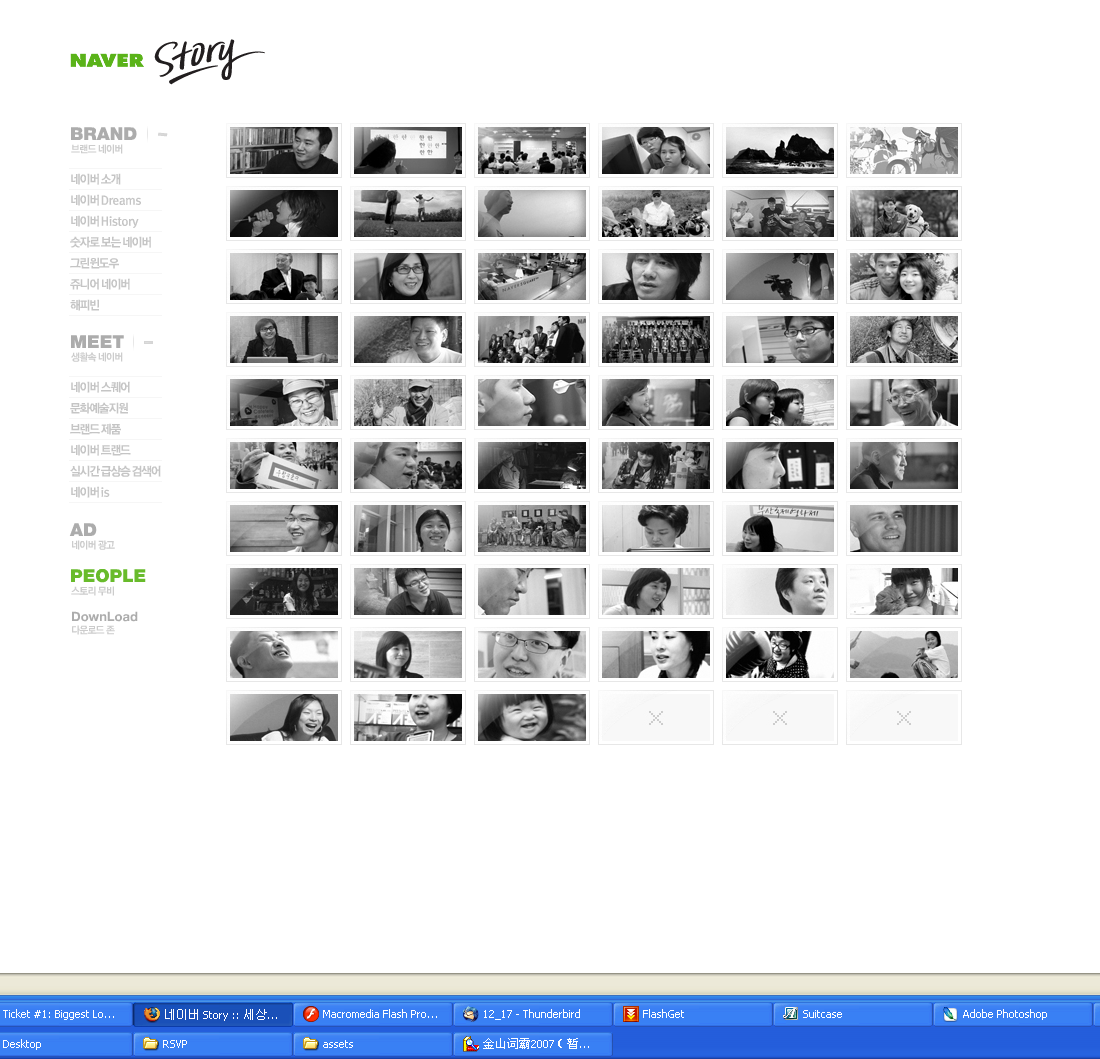 NAVER Story
BRAND
브랜드 네이버
네이버 소개
네이버 Dreams
네이버 History
숫자로 보는 네이버
그린윈도우
쥬니어 네이버
해피빈
MEET
생활속 네이버
네이버 스퀘어
문화예술지원
브랜드 제품
네이버 트랜드
실시간 급상승 검색어
네이버 is
AD
네이버 광고
PEOPLE
스토리 무비
DownLoad
다운로드 존
Ticket #1: Biggest Lo...
네이버 Story :: 세상...
Macromedia Flash Pro...
12_17 - Thunderbird
FlashGet
Suitcase
Adobe Photoshop
Desktop
RSVP
assets
金山词霸2007 ( 暂...